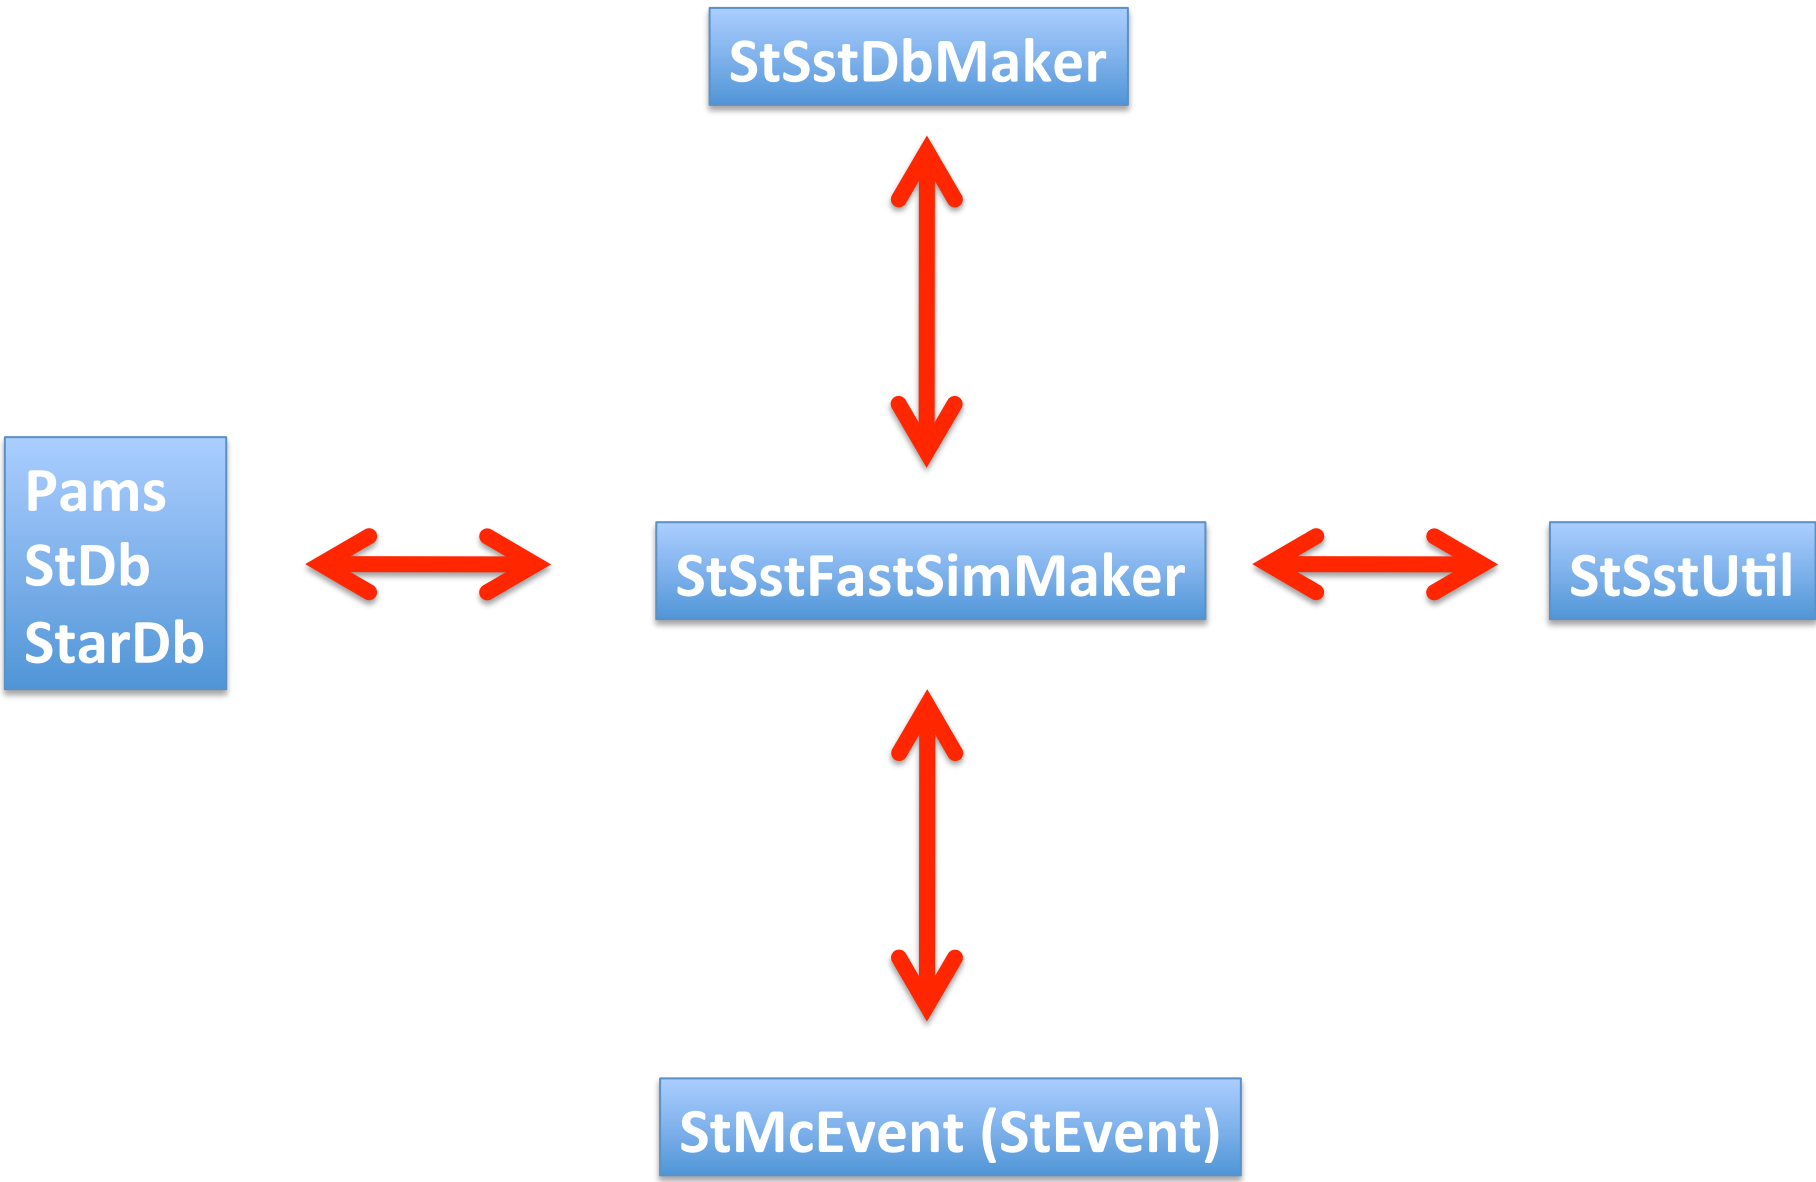 StSstDbMaker
Pams
StDb
StarDb
StSstFastSimMaker
StSstUtil
StMcEvent (StEvent)